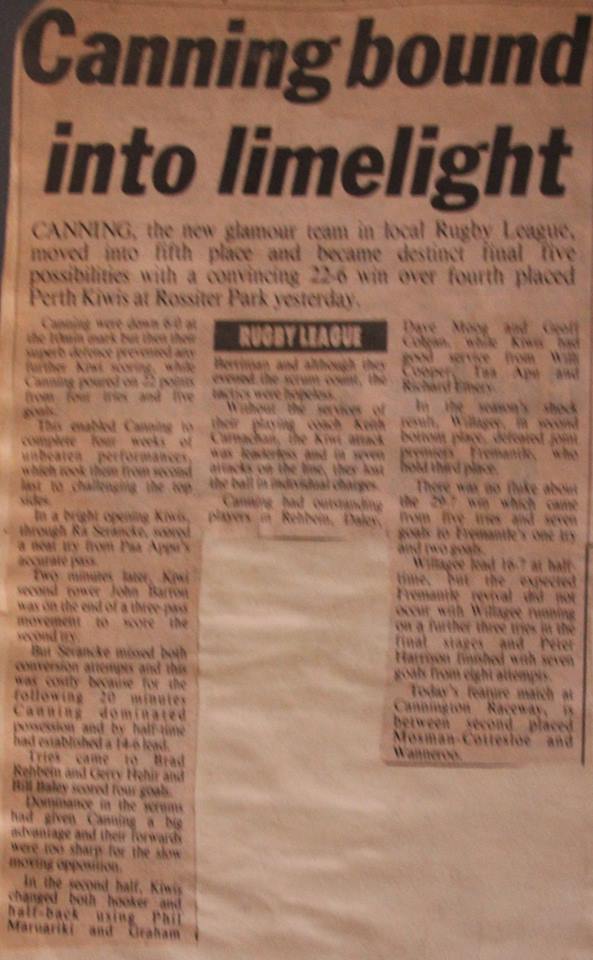 Canning bound
into limelight
CANNING, the new glamour team in local Rugby League,
moved into fifth place and became destinct final five
possibilities with a convincing 22-6 win over fourth placed
Perth Kiwis at Rossiter Park yesterday.
Canning were down 6-0 at
the 10min mark but then their
superb defence prevented any
further Kiwi scoring, while
Canning poured on 22 points
from four tries and five
goals.
This enabled Canning to
complete four weeks of
unbeaten performances
which took them from second
last to challenging the top
sides.
In a bright opening Kiwis,
through Ra Serancke, scored
a neat try from Paa Appu's
accurate pass.
Two minutes later, Kiwi
second rower John Barron
was on the end of a three-pass
movement to score the
second try.
But Serancke missed both
conversion attempts and this
was costly because for the
following 20 minutes
Canning dominated
possession and by half-time
had established a 14-6 lead.
Tries came to Brad
Rehbein and Gerry Hehir and
Bill Daley scored four goals.
Dominance in the scrums
had given Canning a big
advantage and their forwards
were too sharp for the slow
moving opposition.
In the second half, Kiwis
changed both hooker and
half-back using Phil
Maruariki and Graham
RUGBY LEAGUE
Berriman and although they
evened the scrum count, the
tactics were hopeless.
Without the services of
their playing coach Keith
Carnachan, the Kiwi attack
was leaderless and in seven
attacks on the line, they lost
the ball in individual charges.
Canning had outstanding
players in Rehbein, Daley,
Dave Moog and Geoff
Colgan, while Kiwis had
good service from Willi
Cooper, Tua Apu and
Richard Emery.
In the season's shock
result, Willagee, in second
bottom place, defeated joint
premiers Fremantle, who
hold third place.
There was no fluke about
the 29-7 win which came
from five tries and seven
goals to Fremantle's one try
and two goals.
Willagee lead 16-7 at half-
time, but the expected
Fremantle revival did not
occur with Willagee running
on a further three tries in the
final stages and Peter
Harrison finished with seven
goals from eight attempts.
Today's feature match at
Cannington Raceway, is
between second placed
Mosman-Cottesloe and
Wanneroo.